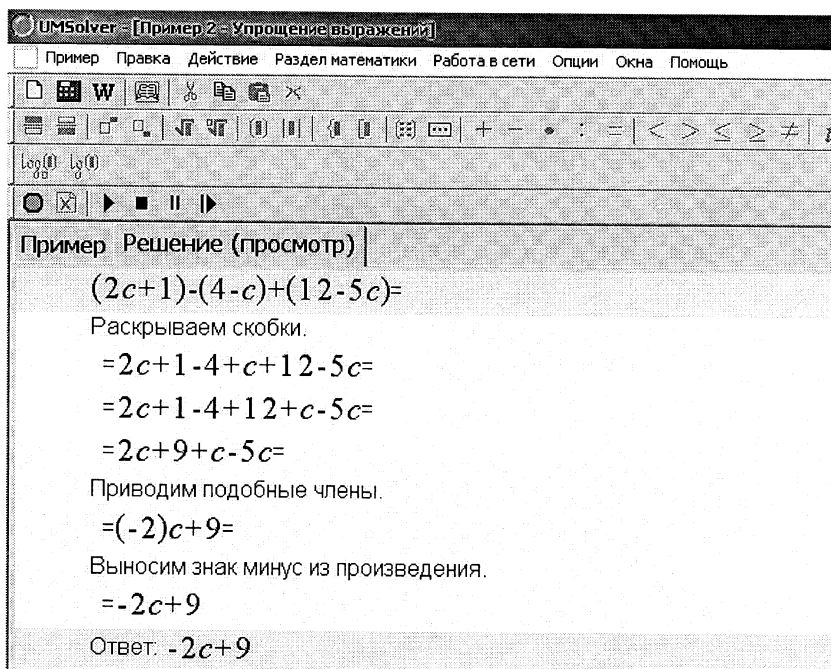 UMSolver - [Пример 2 - Упрощение выражений]
Пример Правка Действие Раздел математики Работа в сети Опции Окна Помощь
W
+ − • : = < > ≤ ≥ ≠
Пример Решение (просмотр)
(2c+1)-(4-c)+(12-5c)=
Раскрываем скобки.
=2c+1-4+c+12-5c=
=2c+1-4+12+c-5c=
=2c+9+c-5c=
Приводим подобные члены.
=(-2)c+9=
Выносим знак минус из произведения.
=-2c+9
Ответ: -2c+9